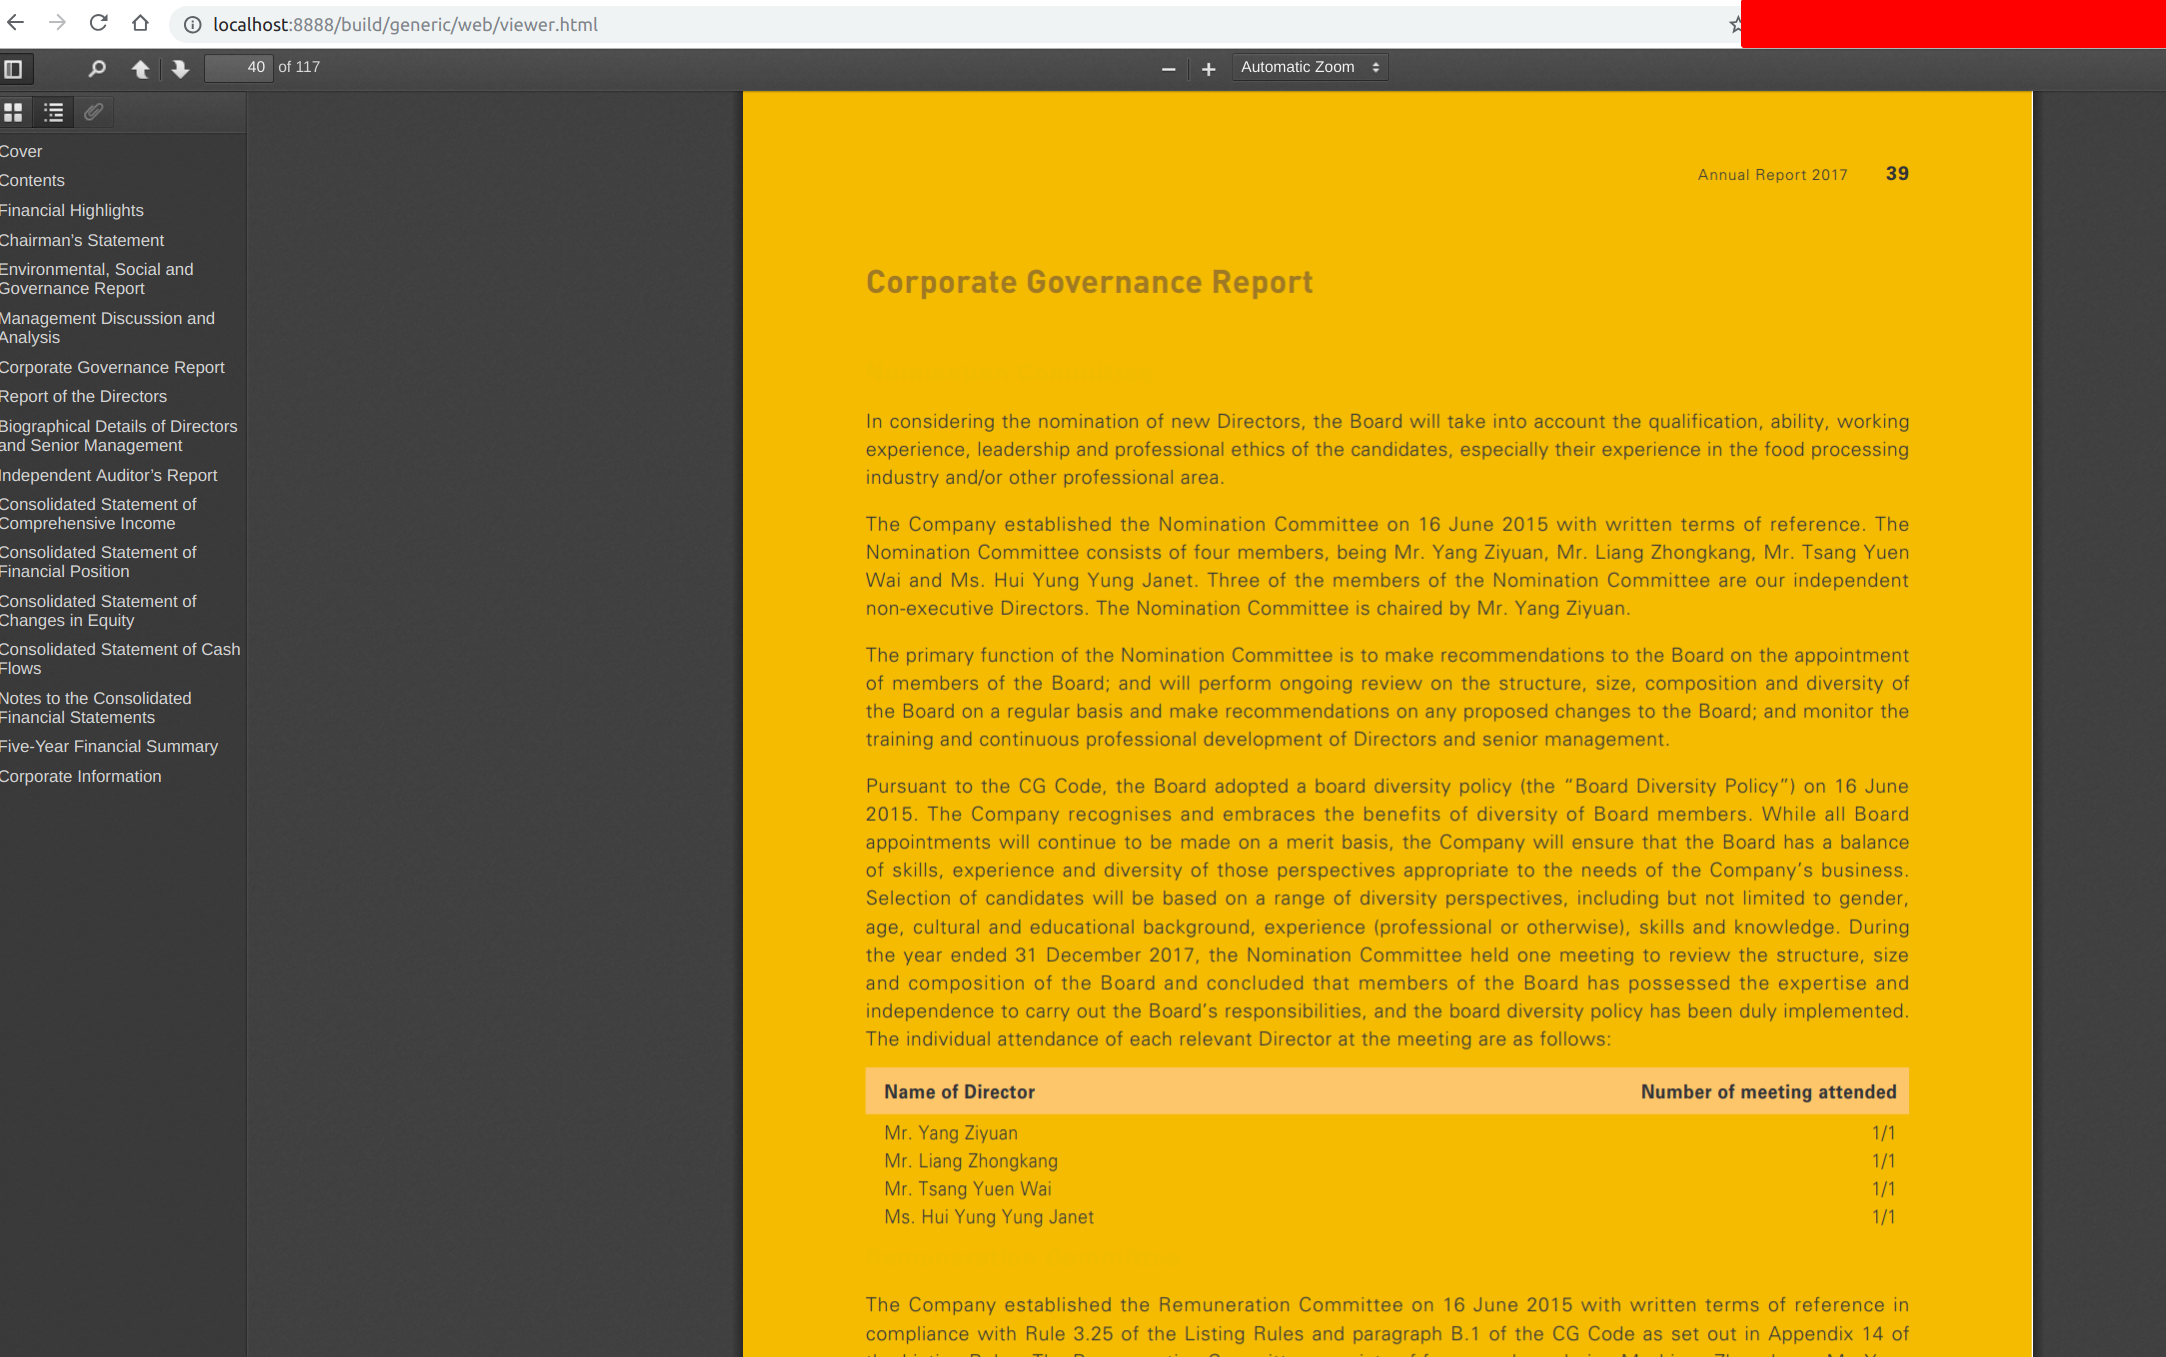 localhost:8888/build/generic/web/viewer.html
40 of 117
Automatic Zoom
Cover
Contents
Financial Highlights
Chairman's Statement
Environmental, Social and
Governance Report
Management Discussion and
Analysis
Corporate Governance Report
Report of the Directors
Biographical Details of Directors
and Senior Management
Independent Auditor's Report
Consolidated Statement of
Comprehensive Income
Consolidated Statement of
Financial Position
Consolidated Statement of
Changes in Equity
Consolidated Statement of Cash
Flows
Notes to the Consolidated
Financial Statements
Five-Year Financial Summary
Corporate Information
Annual Report 2017 39
Corporate Governance Report
In considering the nomination of new Directors, the Board will take into account the qualification, ability, working
experience, leadership and professional ethics of the candidates, especially their experience in the food processing
industry and/or other professional area.
The Company established the Nomination Committee on 16 June 2015 with written terms of reference. The
Nomination Committee consists of four members, being Mr. Yang Ziyuan, Mr. Liang Zhongkang, Mr. Tsang Yuen
Wai and Ms. Hui Yung Yung Janet. Three of the members of the Nomination Committee are our independent
non-executive Directors. The Nomination Committee is chaired by Mr. Yang Ziyuan.
The primary function of the Nomination Committee is to make recommendations to the Board on the appointment
of members of the Board; and will perform ongoing review on the structure, size, composition and diversity of
the Board on a regular basis and make recommendations on any proposed changes to the Board; and monitor the
training and continuous professional development of Directors and senior management.
Pursuant to the CG Code, the Board adopted a board diversity policy (the “Board Diversity Policy”) on 16 June
2015. The Company recognises and embraces the benefits of diversity of Board members. While all Board
appointments will continue to be made on a merit basis, the Company will ensure that the Board has a balance
of skills, experience and diversity of those perspectives appropriate to the needs of the Company's business.
Selection of candidates will be based on a range of diversity perspectives, including but not limited to gender,
age, cultural and educational background, experience (professional or otherwise), skills and knowledge. During
the year ended 31 December 2017, the Nomination Committee held one meeting to review the structure, size
and composition of the Board and concluded that members of the Board has possessed the expertise and
independence to carry out the Board's responsibilities, and the board diversity policy has been duly implemented.
The individual attendance of each relevant Director at the meeting are as follows:
Name of Director Number of meeting attended
Mr. Yang Ziyuan 1/1
Mr. Liang Zhongkang 1/1
Mr. Tsang Yuen Wai 1/1
Ms. Hui Yung Yung Janet 1/1
The Company established the Remuneration Committee on 16 June 2015 with written terms of reference in
compliance with Rule 3.25 of the Listing Rules and paragraph B.1 of the CG Code as set out in Appendix 14 of